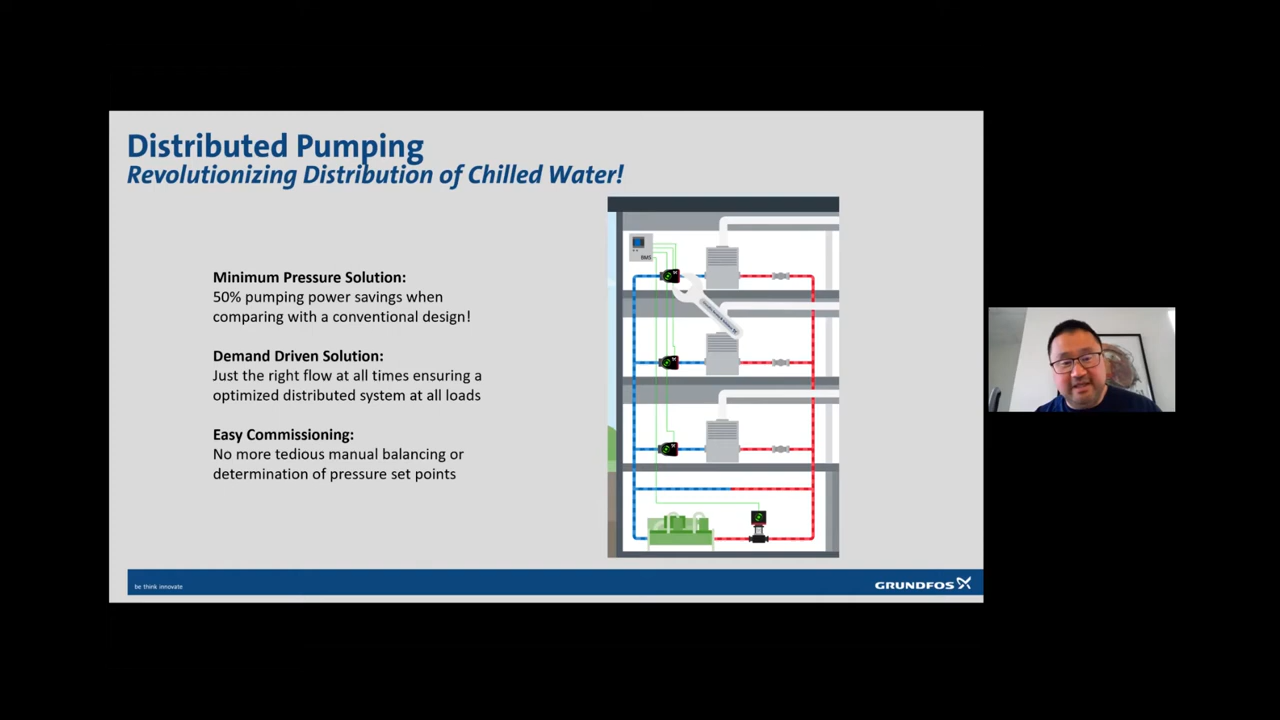 Distributed Pumping
Revolutionizing Distribution of Chilled Water!
Minimum Pressure Solution:
50% pumping power savings when
comparing with a conventional design!
Demand Driven Solution:
Just the right flow at all times ensuring a
optimized distributed system at all loads
Easy Commissioning:
No more tedious manual balancing or
determination of pressure set points
BMS
be think innovate
GRUNDFOS